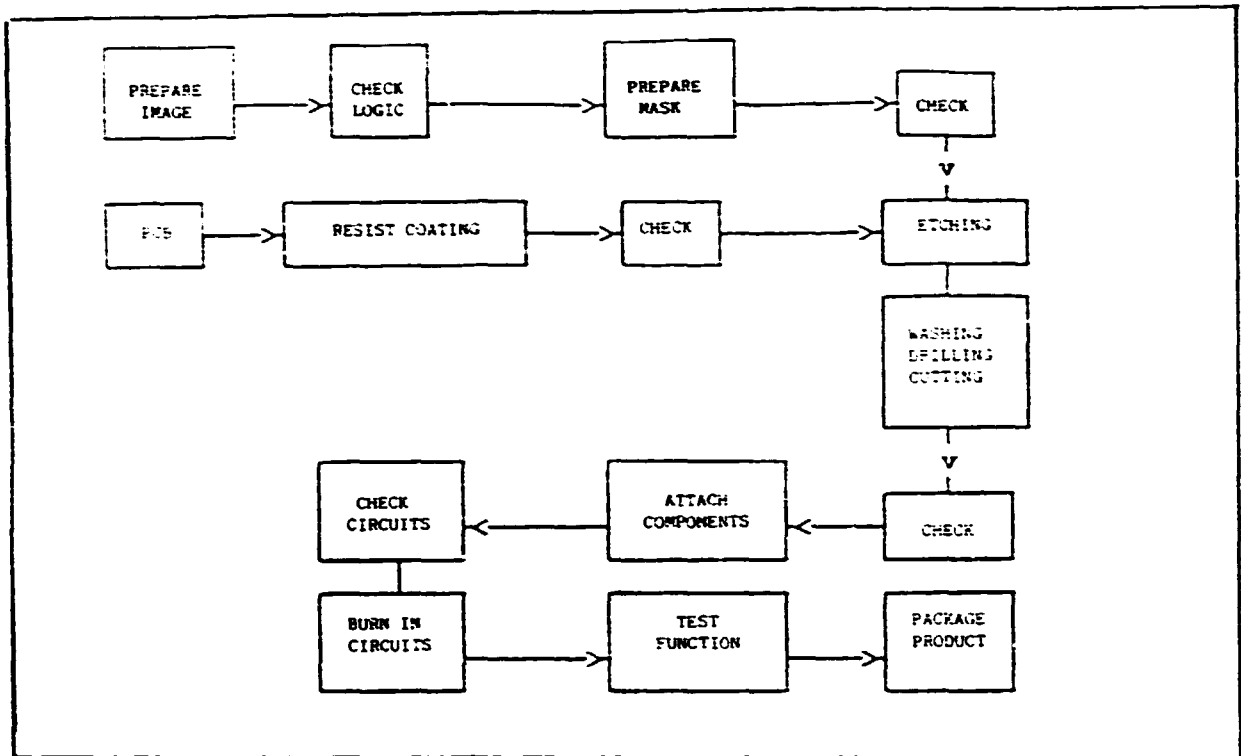 PREPARE
IMAGE
CHECK
LOGIC
PREPARE
MASK
CHECK
V
PCB
RESIST COATING
CHECK
ETCHING
WASHING
DRILLING
CUTTING
V
CHECK
ATTACH
COMPONENTS
CHECK
CIRCUITS
BURN IN
CIRCUITS
TEST
FUNCTION
PACKAGE
PRODUCT